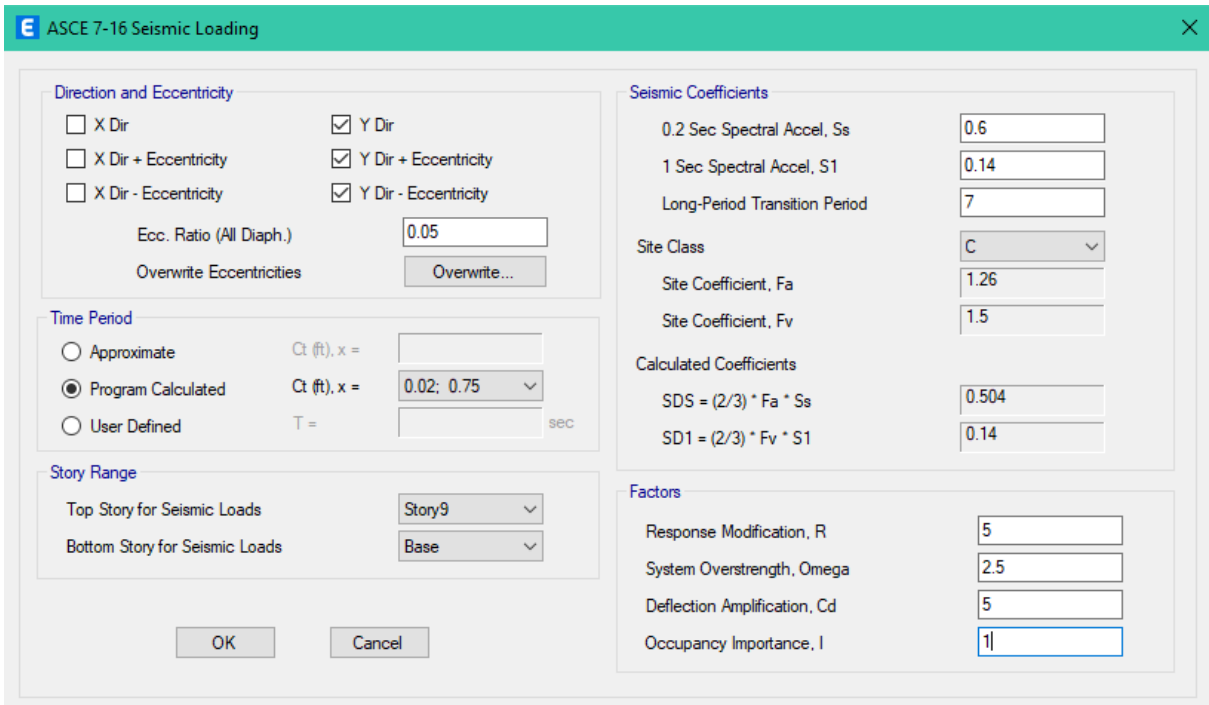 E ASCE 7-16 Seismic Loading
Direction and Eccentricity
X Dir
Y Dir
X Dir + Eccentricity
Y Dir + Eccentricity
X Dir - Eccentricity
Y Dir - Eccentricity
Ecc. Ratio (All Diaph.) 0.05
Overwrite Eccentricities Overwrite...
Time Period
Approximate Ct (ft), x =
Program Calculated Ct (ft), x = 0.02; 0.75
User Defined T = sec
Story Range
Top Story for Seismic Loads Story9
Bottom Story for Seismic Loads Base
OK Cancel
Seismic Coefficients
0.2 Sec Spectral Accel, Ss 0.6
1 Sec Spectral Accel, S1 0.14
Long-Period Transition Period 7
Site Class C
Site Coefficient, Fa 1.26
Site Coefficient, Fv 1.5
Calculated Coefficients
SDS = (2/3) * Fa * Ss 0.504
SD1 = (2/3) * Fv * S1 0.14
Factors
Response Modification, R 5
System Overstrength, Omega 2.5
Deflection Amplification, Cd 5
Occupancy Importance, I 1